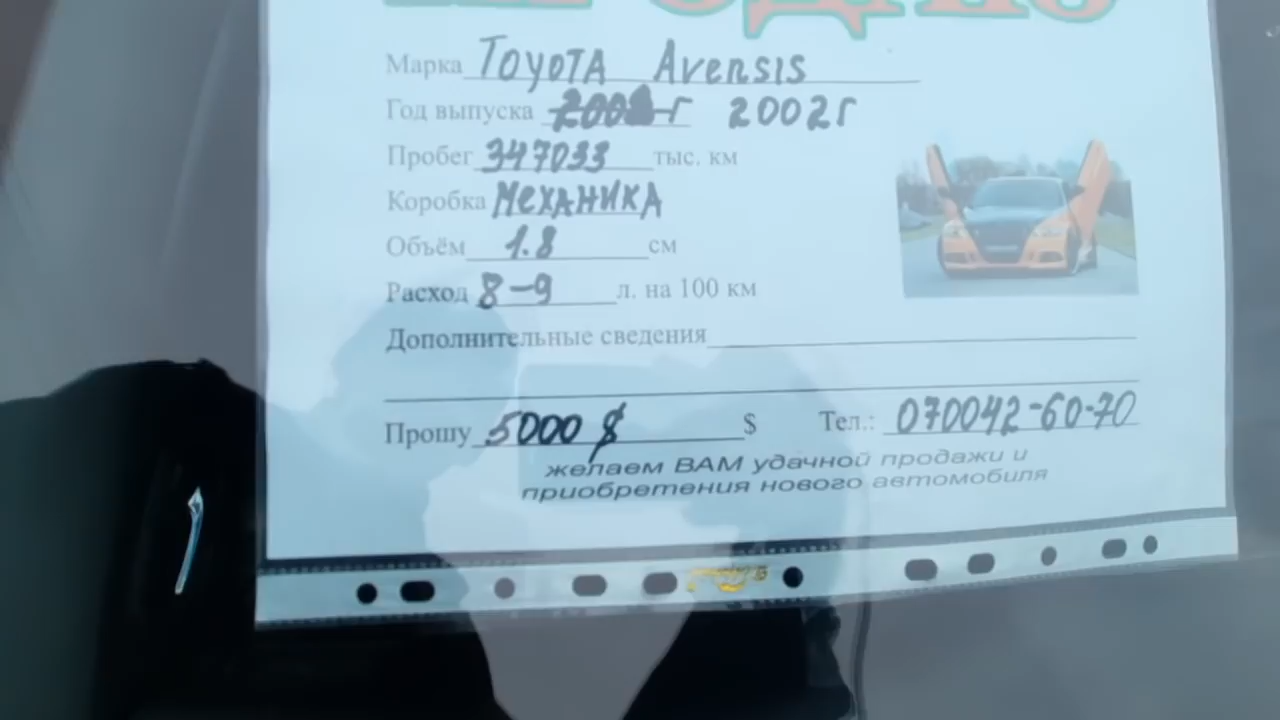 Марка TOYOTA Avensis
Год выпуска 2002г
Пробег 347033 тыс. км
Коробка МЕХАНИКА
Объём 1.8 см
Расход 8-9 л. на 100 км
Дополнительные сведения
Прошу 5000 $ $ Тел.: 070042-60-70
желаем ВАМ удачной продажи и
приобретения нового автомобиля